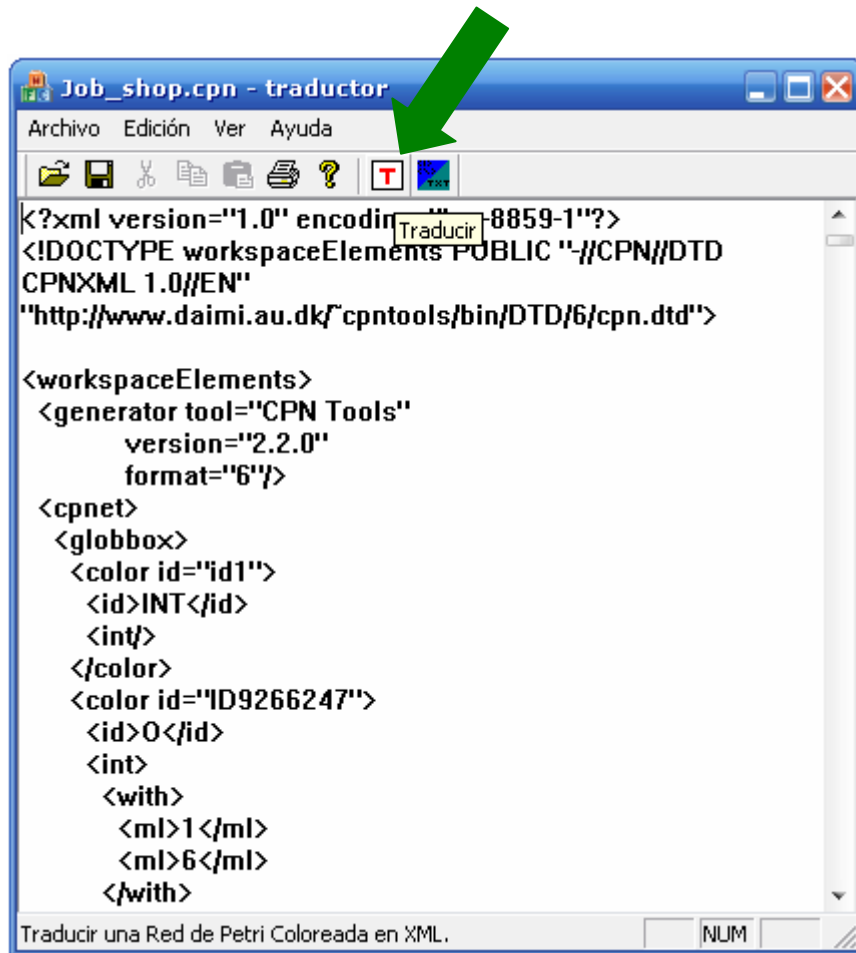 Job_shop.cpn - traductor
Archivo Edición Ver Ayuda
T TXT
<?xml version="1.0" encodin -8859-1"?>
Traducir
<!DOCTYPE workspaceElements PUBLIC "-//CPN//DTD
CPNXML 1.0//EN"
"http://www.daimi.au.dk/~cpntools/bin/DTD/6/cpn.dtd">
<workspaceElements>
<generator tool="CPN Tools"
version="2.2.0"
format="6"/>
<cpnet>
<globbox>
<color id="id1">
<id>INT</id>
<int/>
</color>
<color id="ID9266247">
<id>O</id>
<int>
<with>
<ml>1</ml>
<ml>6</ml>
</with>
Traducir una Red de Petri Coloreada en XML.
NUM